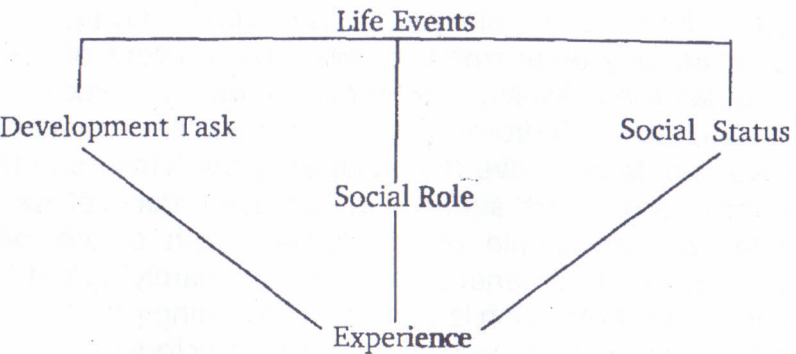 Life Events
Development Task
Social Status
Social Role
Experience